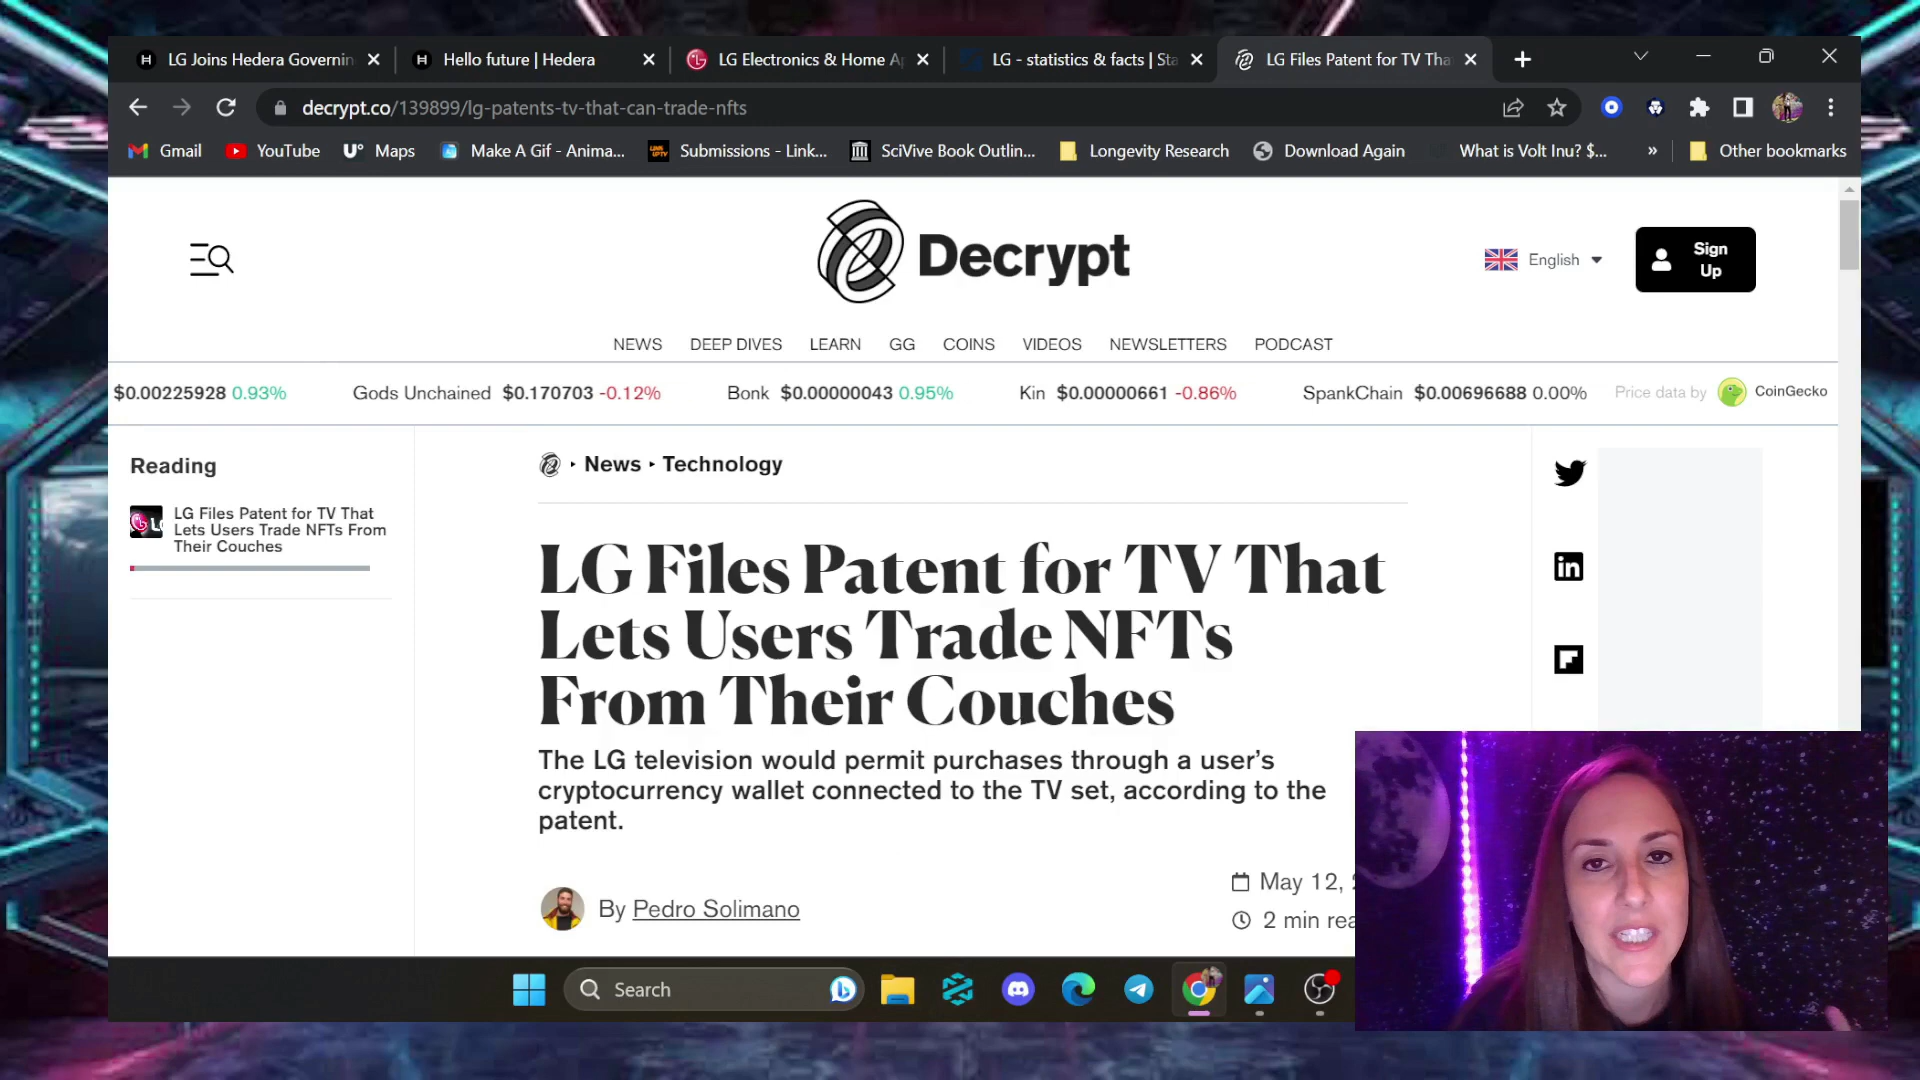 LG Joins Hedera Governin
Hello future | Hedera
LG Electronics & Home Ap
LG - statistics & facts | Sta
LG Files Patent for TV Tha
decrypt.co/139899/lg-patents-tv-that-can-trade-nfts
Gmail
YouTube
Maps
Make A Gif - Anima...
Submissions - Link...
SciVive Book Outlin...
Longevity Research
Download Again
What is Volt Inu? $...
»
Other bookmarks
Decrypt
English
Sign
Up
NEWS DEEP DIVES LEARN GG COINS VIDEOS NEWSLETTERS PODCAST
$0.00225928 0.93% Gods Unchained $0.170703 -0.12% Bonk $0.00000043 0.95% Kin $0.00000661 -0.86% SpankChain $0.00696688 0.00% Price data by CoinGecko
Reading
LG Files Patent for TV That
Lets Users Trade NFTs From
Their Couches
News ‣ Technology
LG Files Patent for TV That
Lets Users Trade NFTs
From Their Couches
The LG television would permit purchases through a user's
cryptocurrency wallet connected to the TV set, according to the
patent.
By Pedro Solimano
May 12,
2 min rea
Search